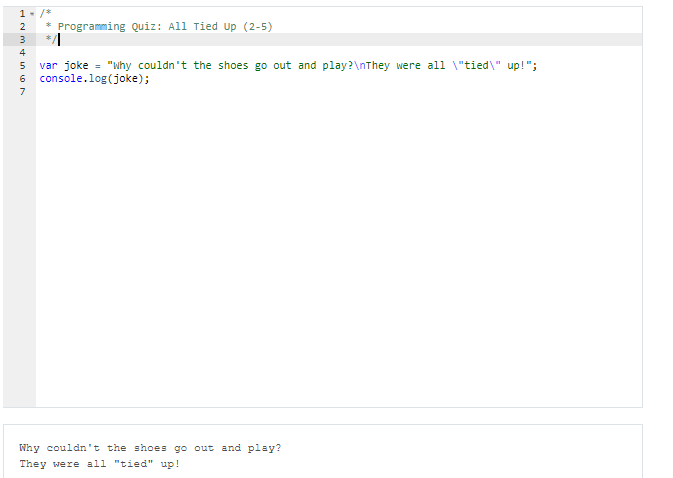 1 /*
2  * Programming Quiz: All Tied Up (2-5)
3  */
4
5 var joke = "Why couldn't the shoes go out and play?\nThey were all \"tied\" up!";
6 console.log(joke);
7
Why couldn't the shoes go out and play?
They were all "tied" up!